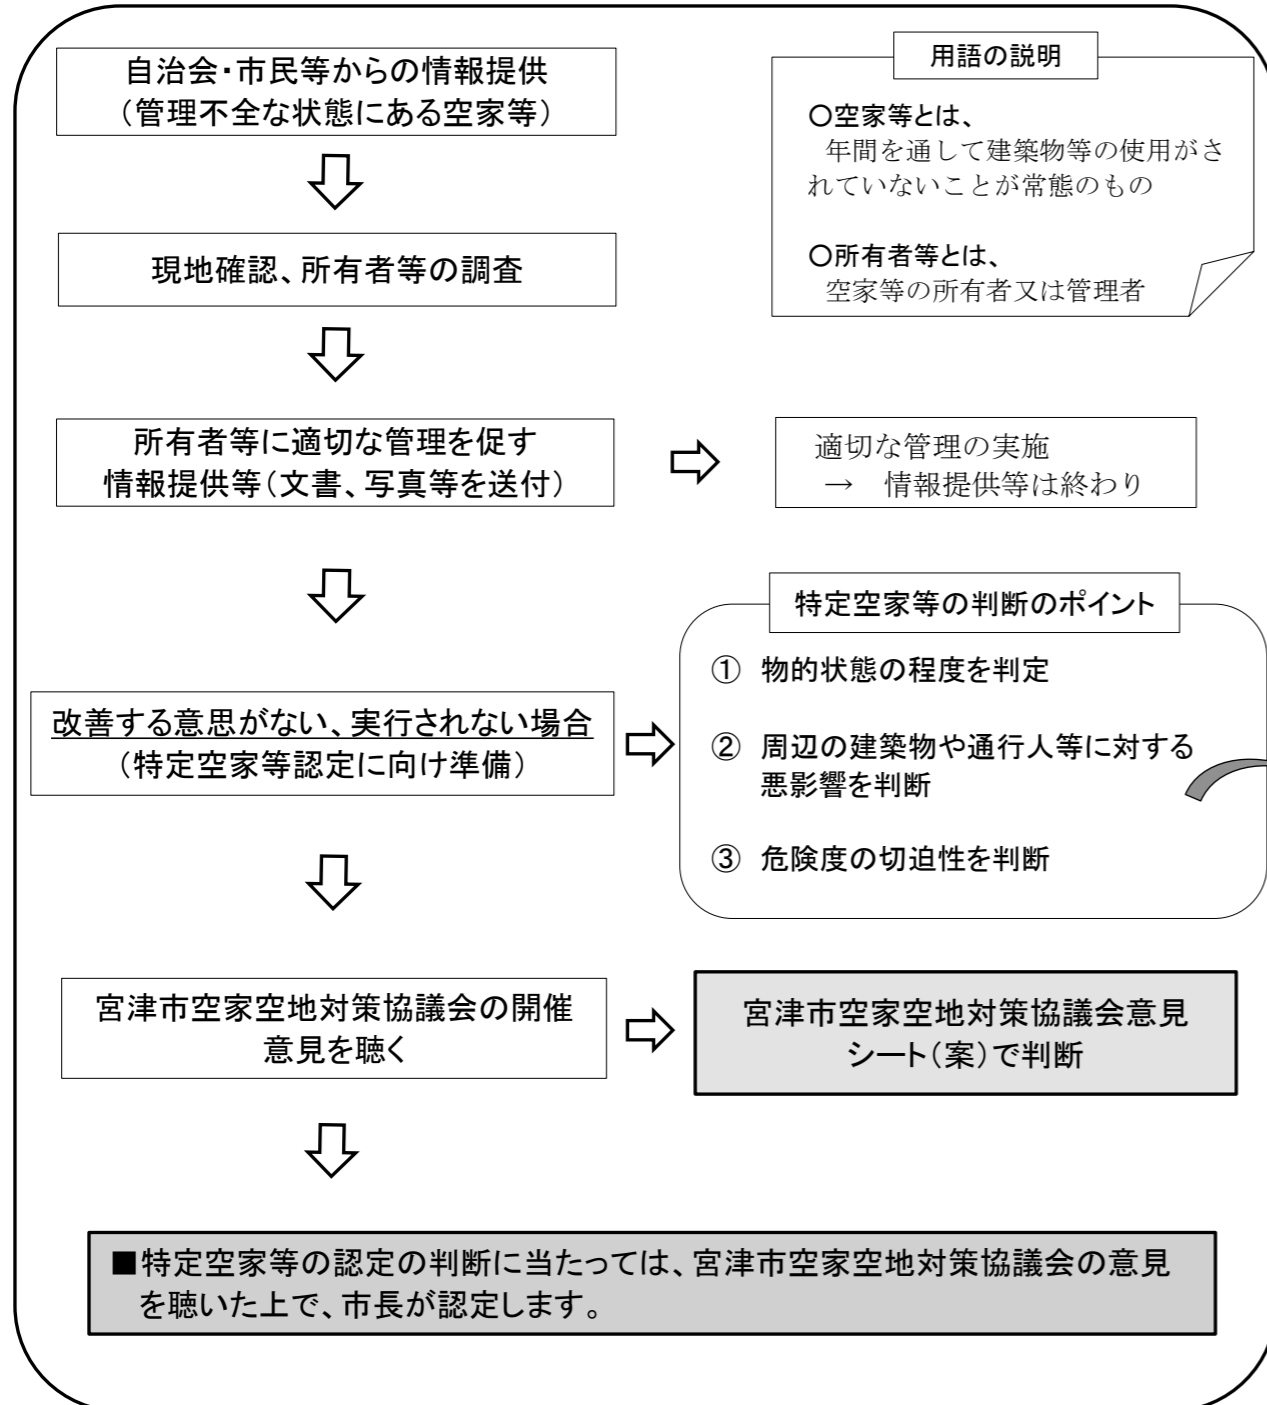 自治会・市民等からの情報提供
（管理不全な状態にある空家等）
用語の説明
○空家等とは、
年間を通して建築物等の使用がさ
れていないことが常態のもの
○所有者等とは、
空家等の所有者又は管理者
現地確認、所有者等の調査
所有者等に適切な管理を促す
情報提供等（文書、写真等を送付）
適切な管理の実施
→　情報提供等は終わり
改善する意思がない、実行されない場合
（特定空家等認定に向け準備）
特定空家等の判断のポイント
①　物的状態の程度を判定
②　周辺の建築物や通行人等に対する
悪影響を判断
③　危険度の切迫性を判断
宮津市空家空地対策協議会の開催
意見を聴く
宮津市空家空地対策協議会意見
シート（案）で判断
■特定空家等の認定の判断に当たっては、宮津市空家空地対策協議会の意見
を聴いた上で、市長が認定します。